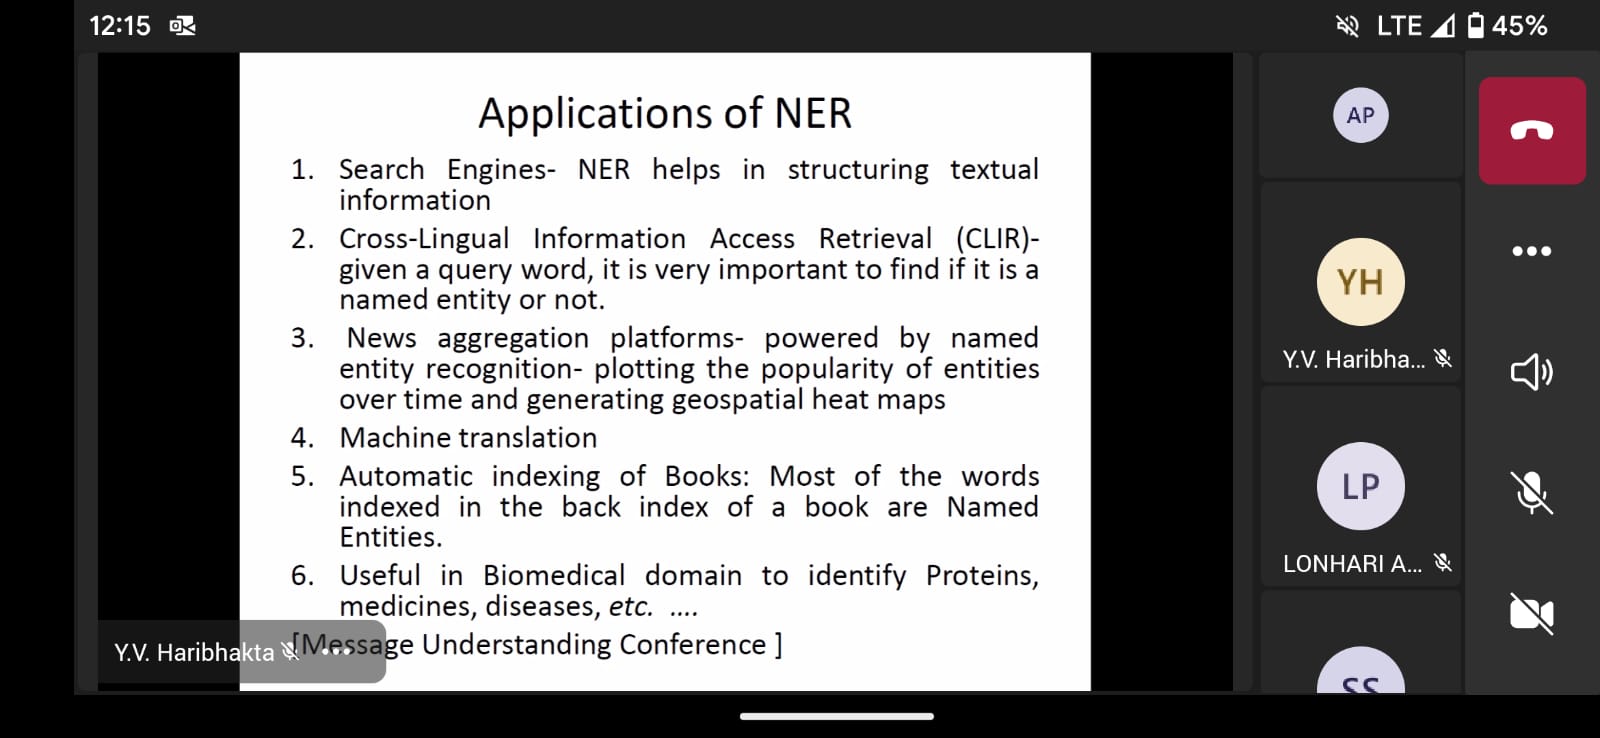 12:15
LTE 45%
Applications of NER
1. Search Engines- NER helps in structuring textual
information
2. Cross-Lingual Information Access Retrieval (CLIR)-
given a query word, it is very important to find if it is a
named entity or not.
3. News aggregation platforms- powered by named
entity recognition- plotting the popularity of entities
over time and generating geospatial heat maps
4. Machine translation
5. Automatic indexing of Books: Most of the words
indexed in the back index of a book are Named
Entities.
6. Useful in Biomedical domain to identify Proteins,
medicines, diseases, etc. ....
[Message Understanding Conference ]
Y.V. Haribhakta
AP
YH
Y.V. Haribha...
LP
LONHARI A...
SS